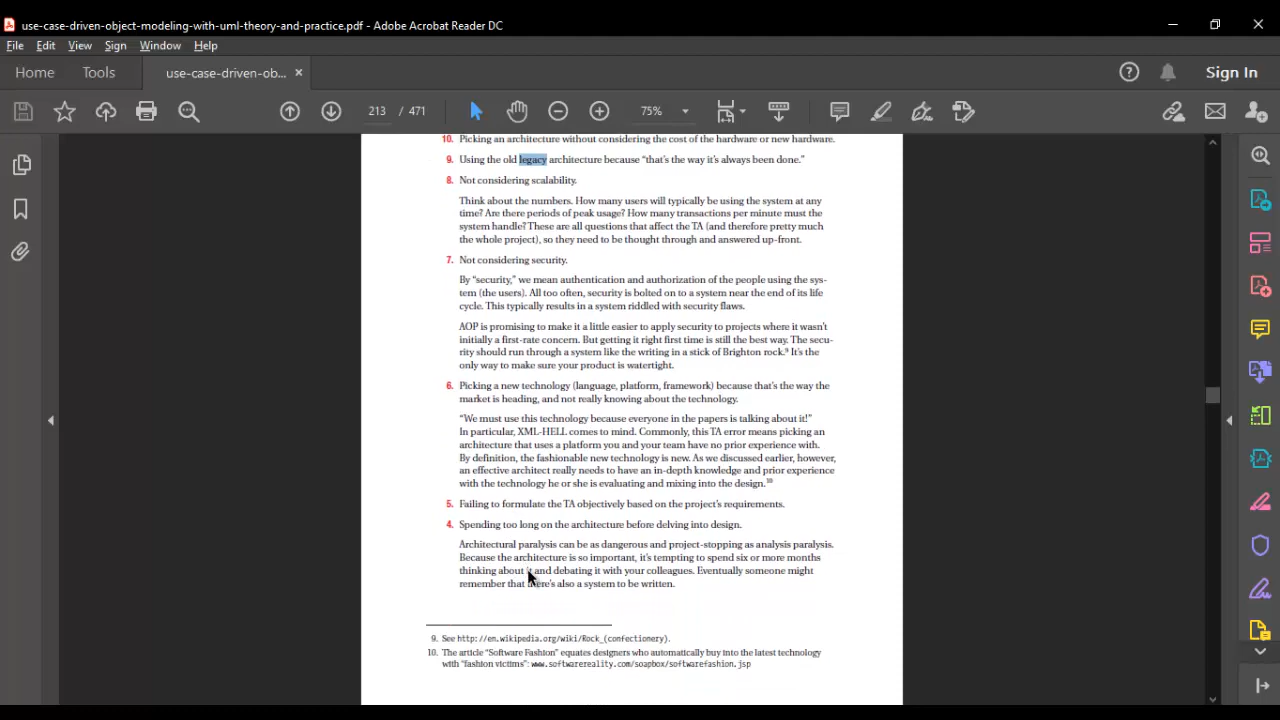 use-case-driven-object-modeling-with-uml-theory-and-practice.pdf - Adobe Acrobat Reader DC
File Edit View Sign Window Help
Home Tools use-case-driven-ob... × Sign In
213 / 471 75%
10. Picking an architecture without considering the cost of the hardware or new hardware.
9. Using the old legacy architecture because “that’s the way it’s always been done.”
8. Not considering scalability.
Think about the numbers. How many users will typically be using the system at any
time? Are there periods of peak usage? How many transactions per minute must the
system handle? These are all questions that affect the TA (and therefore pretty much
the whole project), so they need to be thought through and answered up-front.
7. Not considering security.
By “security,” we mean authentication and authorization of the people using the sys-
tem (the users). All too often, security is bolted on to a system near the end of its life
cycle. This typically results in a system riddled with security flaws.
AOP is promising to make it a little easier to apply security to projects where it wasn’t
initially a first-rate concern. But getting it right first time is still the best way. The secu-
rity should run through a system like the writing in a stick of Brighton rock.⁹ It’s the
only way to make sure your product is watertight.
6. Picking a new technology (language, platform, framework) because that’s the way the
market is heading, and not really knowing about the technology.
“We must use this technology because everyone in the papers is talking about it!”
In particular, XML-HELL comes to mind. Commonly, this TA error means picking an
architecture that uses a platform you and your team have no prior experience with.
By definition, the fashionable new technology is new. As we discussed earlier, however,
an effective architect really needs to have an in-depth knowledge and prior experience
with the technology he or she is evaluating and mixing into the design.¹⁰
5. Failing to formulate the TA objectively based on the project’s requirements.
4. Spending too long on the architecture before delving into design.
Architectural paralysis can be as dangerous and project-stopping as analysis paralysis.
Because the architecture is so important, it’s tempting to spend six or more months
thinking about it and debating it with your colleagues. Eventually someone might
remember that there’s also a system to be written.
9. See http://en.wikipedia.org/wiki/Rock_(confectionery).
10. The article “Software Fashion” equates designers who automatically buy into the latest technology
with “fashion victims”: www.softwarereality.com/soapbox/softwarefashion.jsp